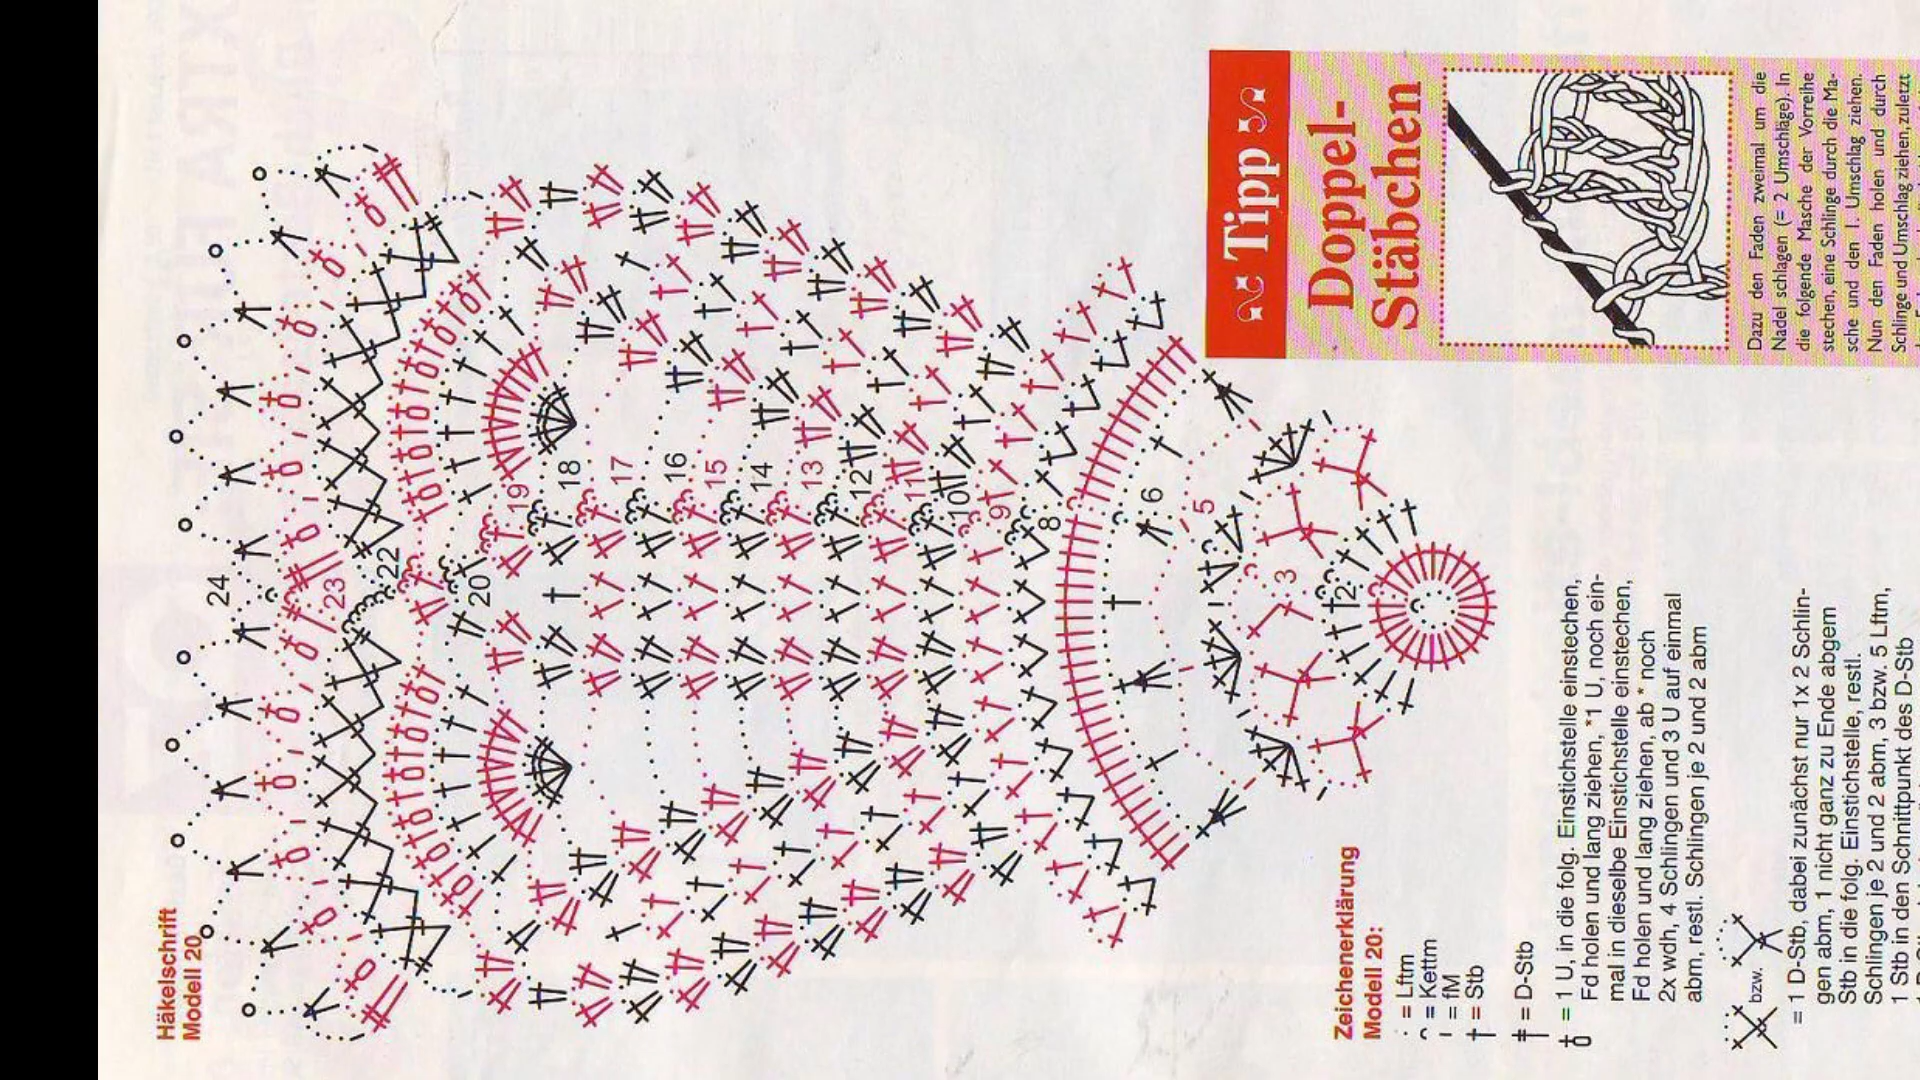 Häkelschrift
Modell 20
24
23
22
20
19
18
17
16
15
14
13
12
11
10
9
8
6
5
3
2
Zeichenerklärung
Modell 20:
= Lftm
= Kettm
= fM
= Stb
= D-Stb
= 1 U, in die folg. Einstichstelle einstechen,
Fd holen und lang ziehen, *1 U, noch ein-
mal in dieselbe Einstichstelle einstechen,
Fd holen und lang ziehen, ab * noch
2x wdh, 4 Schlingen und 3 U auf einmal
abm, restl. Schlingen je 2 und 2 abm
bzw.
= 1 D-Stb, dabei zunächst nur 1x 2 Schlin-
gen abm, 1 nicht ganz zu Ende abgem
Stb in die folg. Einstichstelle, restl.
Schlingen je 2 und 2 abm, 3 bzw. 5 Lftm,
1 Stb in den Schnittpunkt des D-Stb
Tipp
Doppel-
Stäbchen
Dazu den Faden zweimal um die
Nadel schlagen (= 2 Umschläge). In
die folgende Masche der Vorreihe
stechen, eine Schlinge durch die Ma-
sche und den 1. Umschlag ziehen.
Nun den Faden holen und durch
Schlinge und Umschlag ziehen, zuletzt